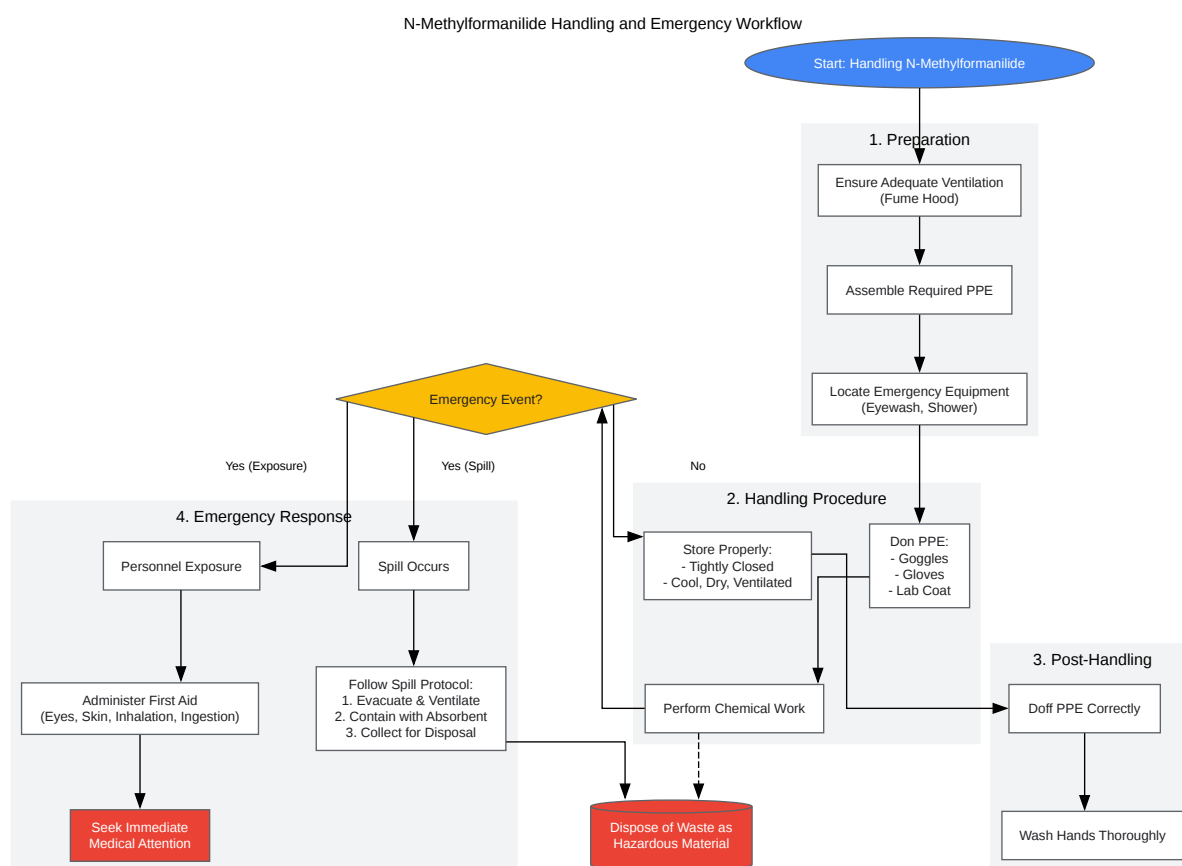 N-Methylformanilide Handling and Emergency Workflow
Start: Handling N-Methylformanilide
1. Preparation
Ensure Adequate Ventilation
(Fume Hood)
Assemble Required PPE
Locate Emergency Equipment
(Eyewash, Shower)
Emergency Event?
Yes (Exposure)
Yes (Spill)
No
2. Handling Procedure
Don PPE:
- Goggles
- Gloves
- Lab Coat
Store Properly:
- Tightly Closed
- Cool, Dry, Ventilated
Perform Chemical Work
4. Emergency Response
Personnel Exposure
Spill Occurs
Administer First Aid
(Eyes, Skin, Inhalation, Ingestion)
Follow Spill Protocol:
1. Evacuate & Ventilate
2. Contain with Absorbent
3. Collect for Disposal
Seek Immediate
Medical Attention
Dispose of Waste as
Hazardous Material
3. Post-Handling
Doff PPE Correctly
Wash Hands Thoroughly